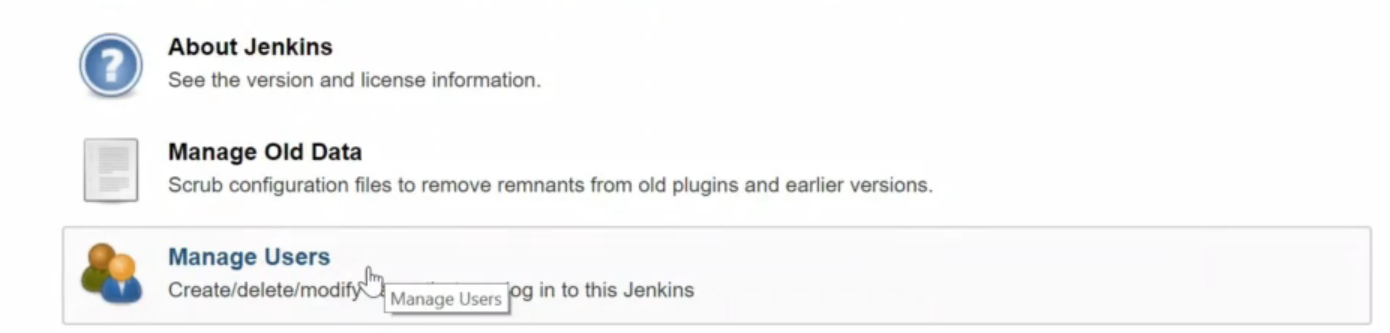 About Jenkins
See the version and license information.
Manage Old Data
Scrub configuration files to remove remnants from old plugins and earlier versions.
Manage Users
Create/delete/modify og in to this Jenkins
Manage Users